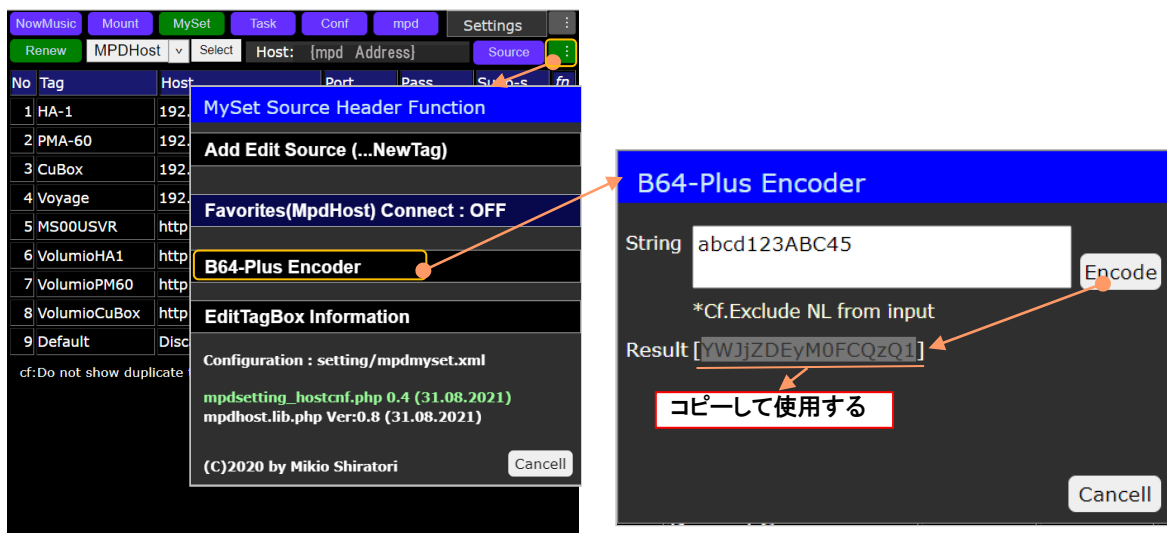 NowMusic Mount MySet Task Conf mpd Settings ⋮
Renew MPDHost v Select Host: {mpd Address} Source ⋮
No Tag Host Port Pass fn
1 HA-1 192.
2 PMA-60 192.
3 CuBox 192.
4 Voyage 192.
5 MS00USVR http
6 VolumioHA1 http
7 VolumioPM60 http
8 VolumioCuBox http
9 Default Disc
cf:Do not show duplicate
MySet Source Header Function
Add Edit Source (...NewTag)
Favorites(MpdHost) Connect : OFF
B64-Plus Encoder
EditTagBox Information
Configuration : setting/mpdmyset.xml
mpdsetting_hostcnf.php 0.4 (31.08.2021)
mpdhost.lib.php Ver:0.8 (31.08.2021)
(C)2020 by Mikio Shiratori
Cancell
B64-Plus Encoder
String abcd123ABC45
Encode
*Cf.Exclude NL from input
Result [YWJjZDEyM0FCQzQ1]
コピーして使用する
Cancell